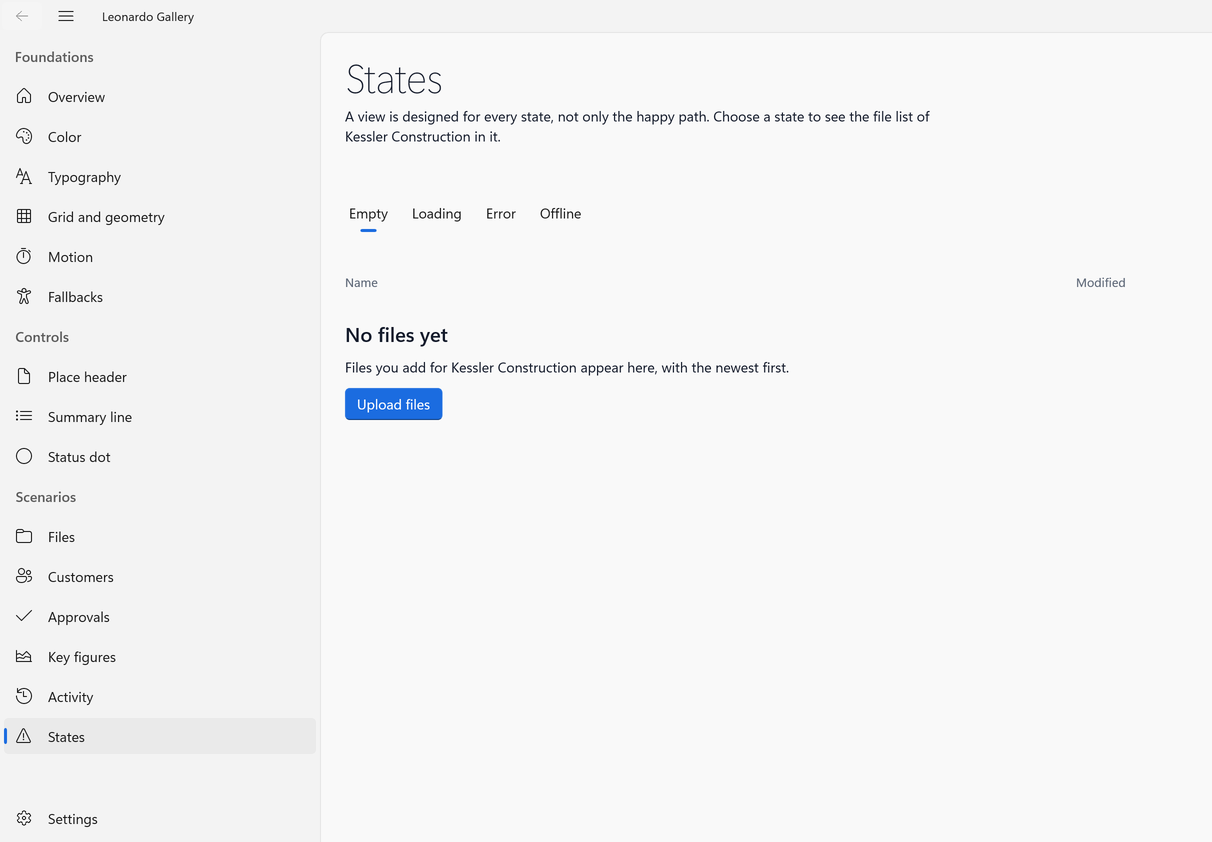 Leonardo Gallery
Foundations
Overview
Color
Typography
Grid and geometry
Motion
Fallbacks
Controls
Place header
Summary line
Status dot
Scenarios
Files
Customers
Approvals
Key figures
Activity
States
Settings
States
A view is designed for every state, not only the happy path. Choose a state to see the file list of
Kessler Construction in it.
Empty Loading Error Offline
Name Modified
No files yet
Files you add for Kessler Construction appear here, with the newest first.
Upload files